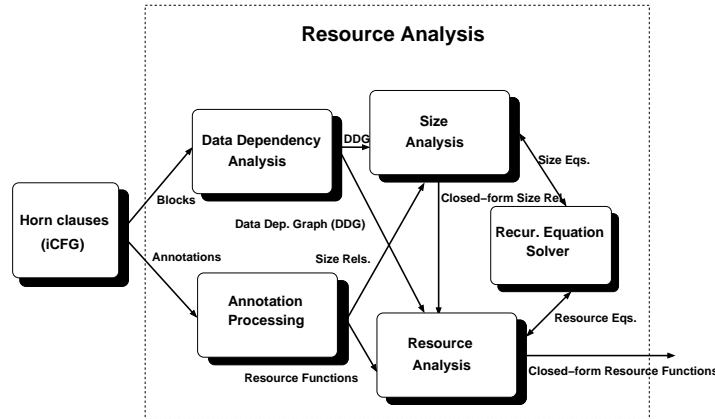 Resource Analysis
Size
Analysis
Data Dependency
Analysis
DDG
Size Eqs.
Blocks
Closed−form Size Rel.
Horn clauses
(iCFG)
Data Dep. Graph (DDG)
Recur. Equation
Solver
Annotations
Size Rels.
Annotation
Processing
Resource Eqs.
Resource
Analysis
Resource Functions
Closed−form Resource Functions